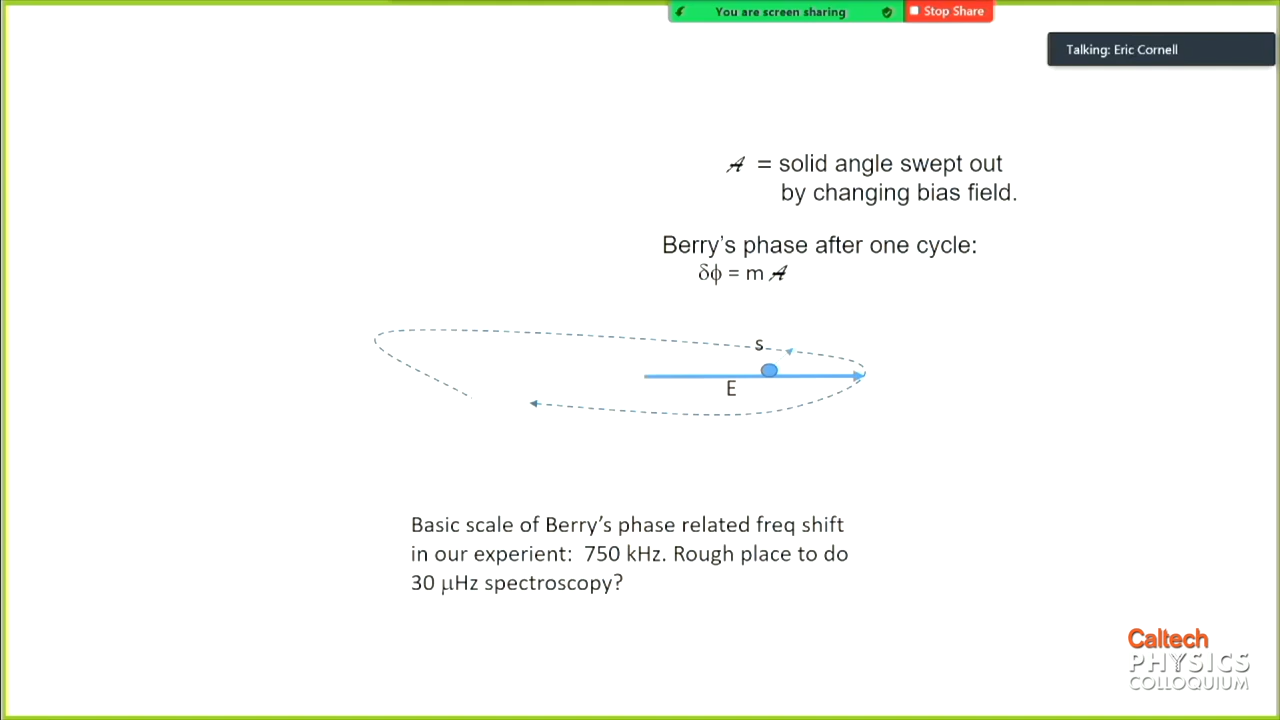 You are screen sharing
Stop Share
Talking: Eric Cornell
𝒜 = solid angle swept out
by changing bias field.
Berry's phase after one cycle:
δϕ = m 𝒜
s
E
Basic scale of Berry's phase related freq shift
in our experient: 750 kHz. Rough place to do
30 μHz spectroscopy?
Caltech
PHYSICS
COLLOQUIUM